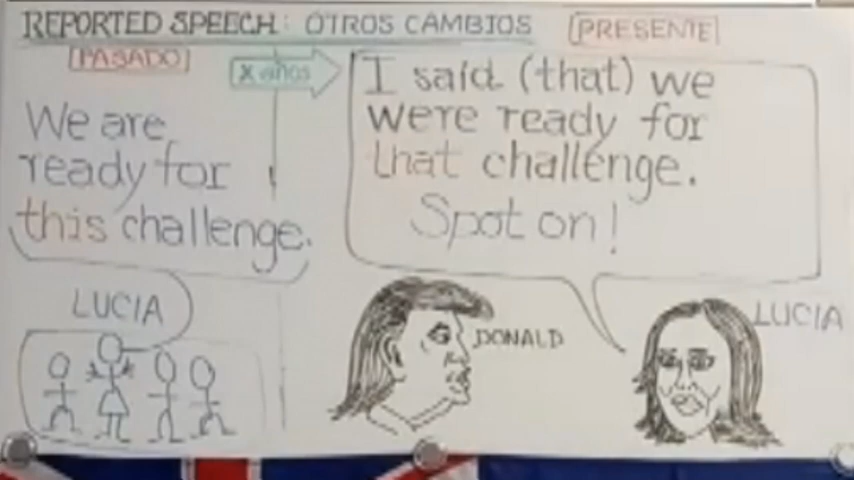 REPORTED SPEECH: OTROS CAMBIOS
[PRESENTE]
[PASADO]
X años
We are
ready for
this challenge.
I said (that) we
were ready for
that challenge.
Spot on!
LUCIA
DONALD
LUCIA